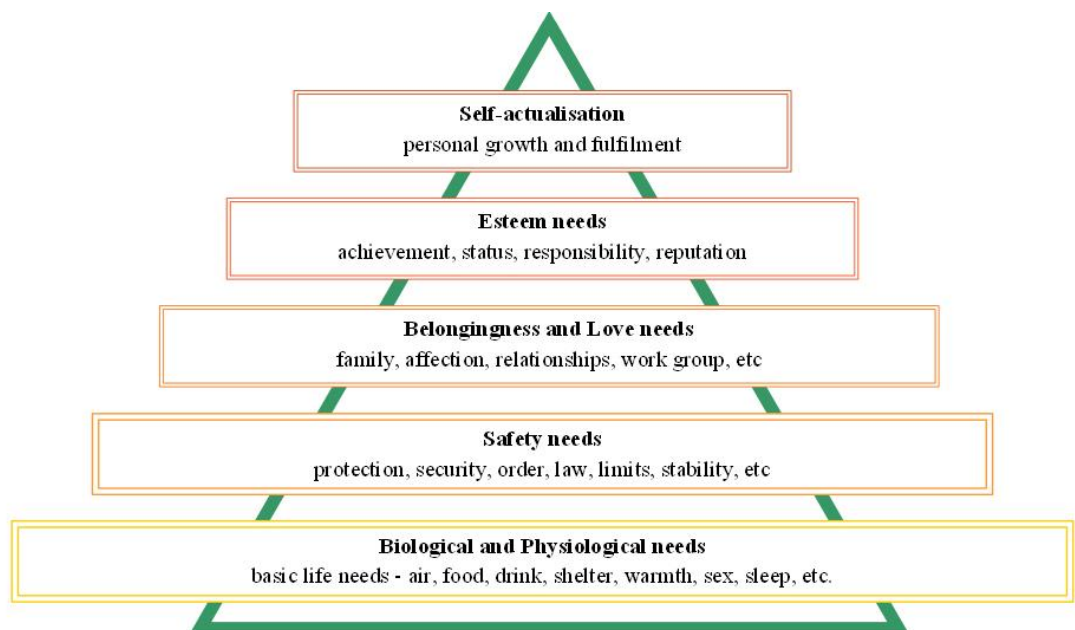 Self-actualisation
personal growth and fulfilment
Esteem needs
achievement, status, responsibility, reputation
Belongingness and Love needs
family, affection, relationships, work group, etc
Safety needs
protection, security, order, law, limits, stability, etc
Biological and Physiological needs
basic life needs - air, food, drink, shelter, warmth, sex, sleep, etc.